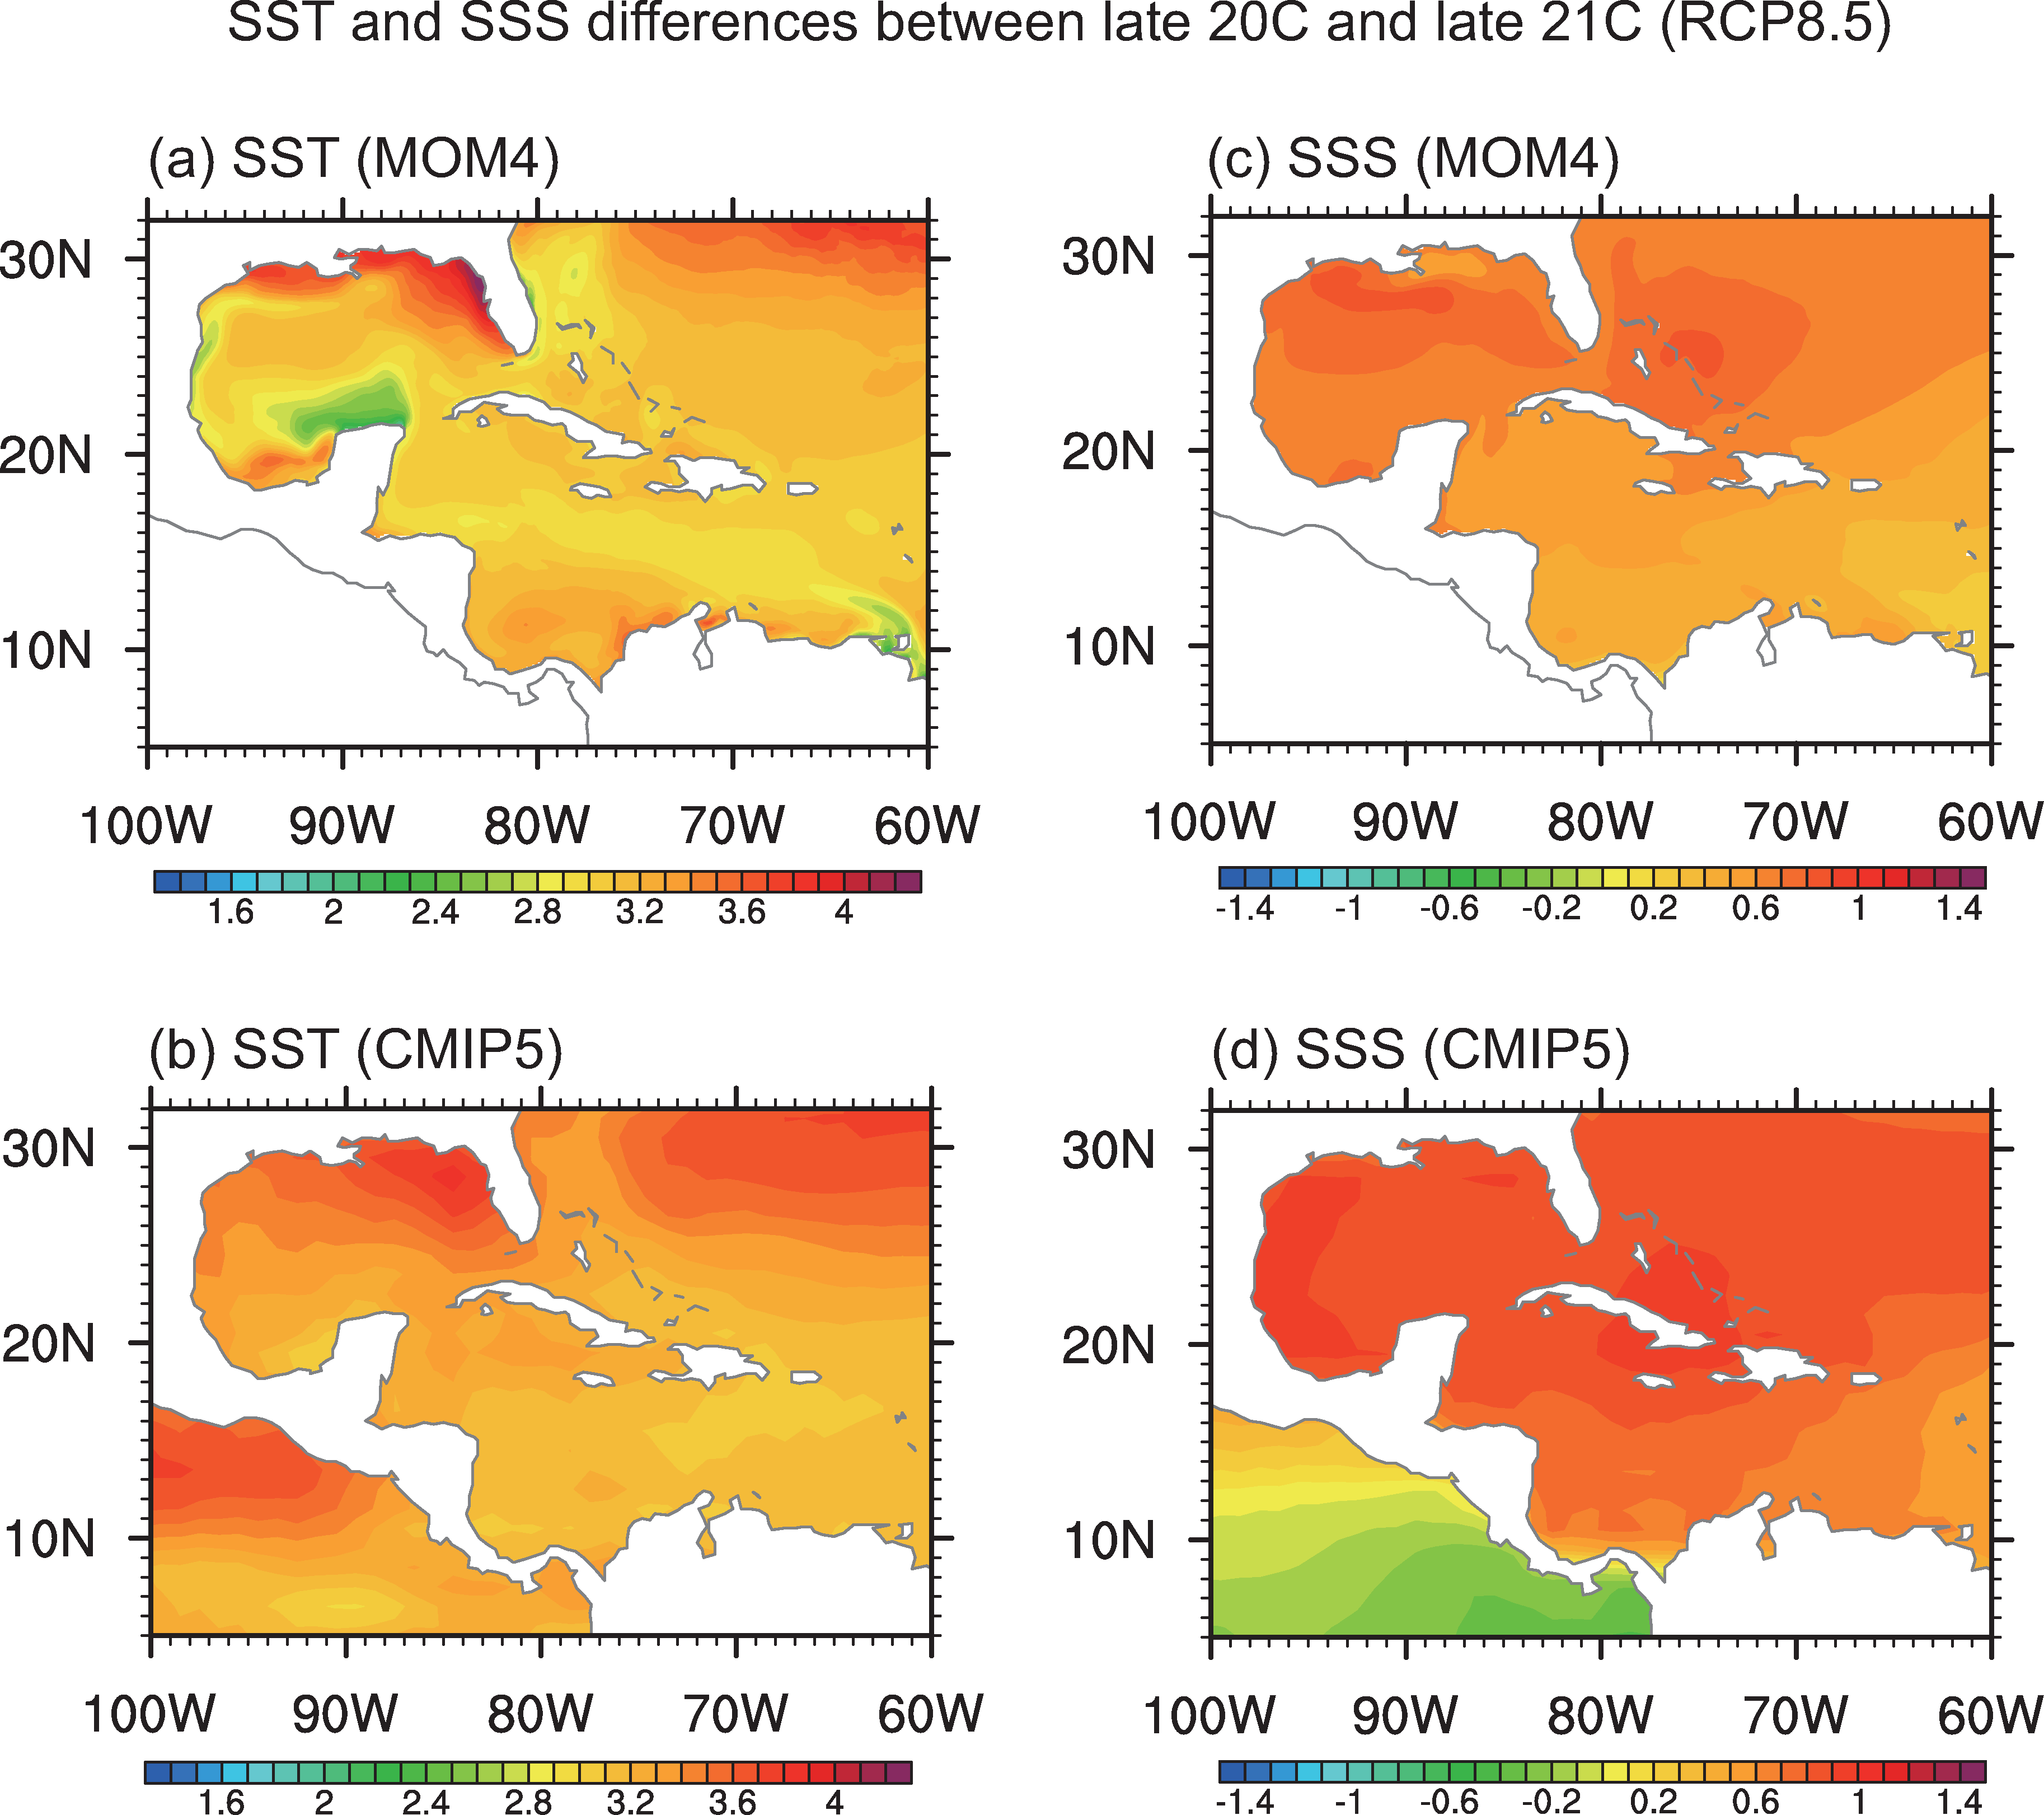 SST and SSS differences between late 20C and late 21C (RCP8.5)
(a) SST (MOM4)
30N
20N
10N
100W 90W 80W 70W 60W
1.6 2 2.4 2.8 3.2 3.6 4
(c) SSS (MOM4)
30N
20N
10N
100W 90W 80W 70W 60W
-1.4 -1 -0.6 -0.2 0.2 0.6 1 1.4
(b) SST (CMIP5)
30N
20N
10N
100W 90W 80W 70W 60W
1.6 2 2.4 2.8 3.2 3.6 4
(d) SSS (CMIP5)
30N
20N
10N
100W 90W 80W 70W 60W
-1.4 -1 -0.6 -0.2 0.2 0.6 1 1.4